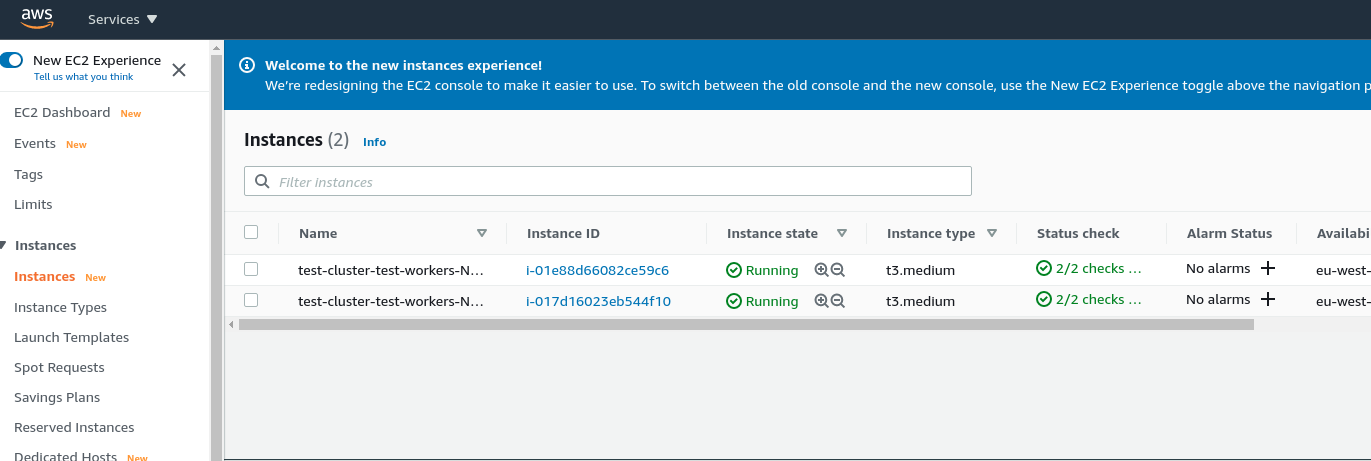 aws
Services
New EC2 Experience
Tell us what you think
EC2 Dashboard New
Events New
Tags
Limits
Instances
Instances New
Instance Types
Launch Templates
Spot Requests
Savings Plans
Reserved Instances
Dedicated Hosts New
Welcome to the new instances experience!
We're redesigning the EC2 console to make it easier to use. To switch between the old console and the new console, use the New EC2 Experience toggle above the navigation p
Instances (2) Info
Filter instances
Name Instance ID Instance state Instance type Status check Alarm Status Availabi
test-cluster-test-workers-N... i-01e88d66082ce59c6 Running t3.medium 2/2 checks ... No alarms eu-west-
test-cluster-test-workers-N... i-017d16023eb544f10 Running t3.medium 2/2 checks ... No alarms eu-west-